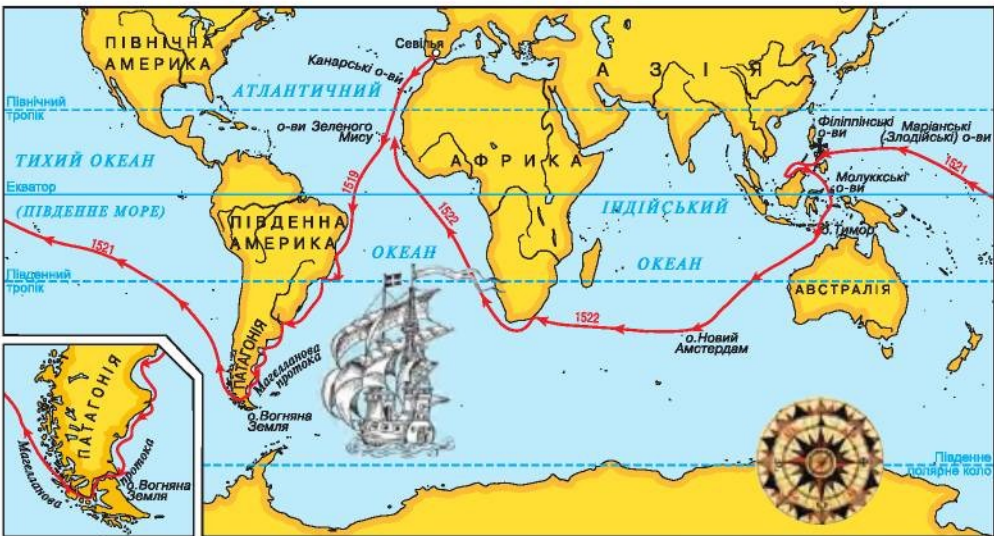 ПІВНІЧНА
АМЕРИКА
Севілья
Канарські о-ви
АТЛАНТИЧНИЙ
А З І Я
Північний
тропік
о-ви Зеленого
Мису
Філіппінські
о-ви
Маріанські
(Злодійські) о-ви
ТИХИЙ ОКЕАН
АФРИКА
1521
Молуккські
о-ви
Екватор
1519
(ПІВДЕННЕ МОРЕ)
ПІВДЕННА
АМЕРИКА
1522
ІНДІЙСЬКИЙ
о.Тимор
1521
ОКЕАН
ОКЕАН
Південний
тропік
АВСТРАЛІЯ
1522
о.Новий
Амстердам
ПАТАГОНІЯ
Магелланова
протока
о.Вогняна
Земля
ПАТАГОНІЯ
Магелланова
протока
о.Вогняна
Земля
Південне
полярне коло